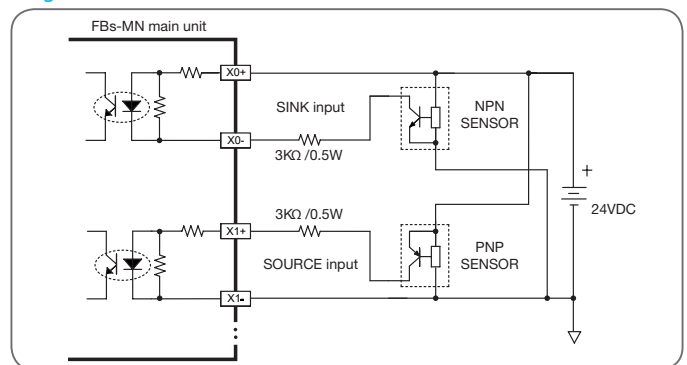 FBs-MN main unit
X0+
SINK input
NPN
SENSOR
X0-
3KΩ /0.5W
+
24VDC
3KΩ /0.5W
X1+
SOURCE input
PNP
SENSOR
X1-